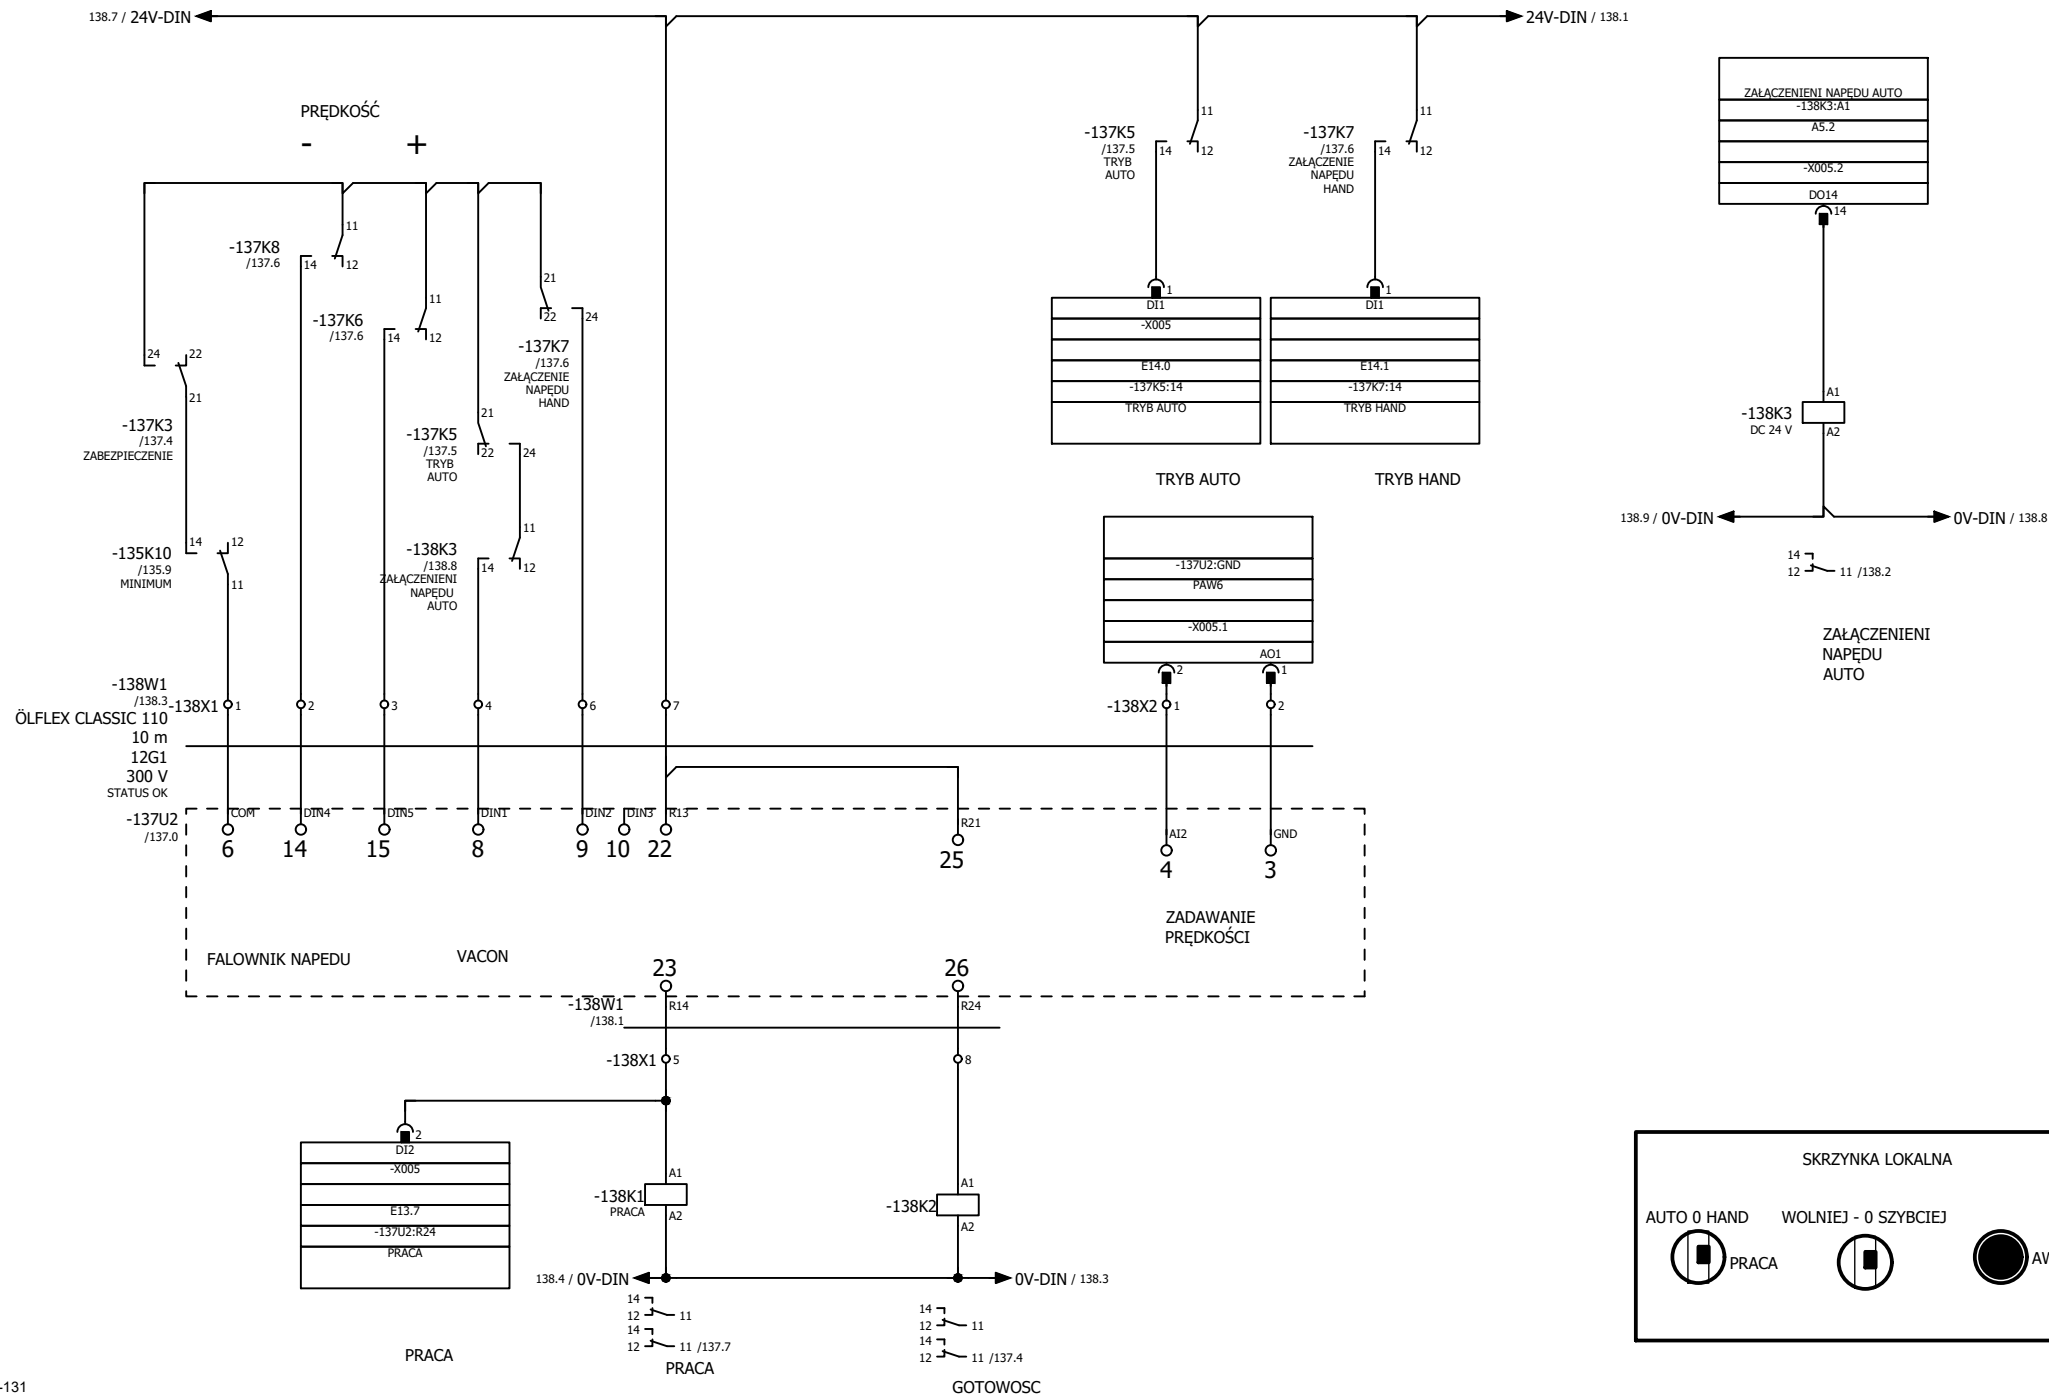 138.7 / 24V-DIN
24V-DIN / 138.1
PRĘDKOŚĆ
- +
-137K8
/137.6
11
14
12
-137K6
/137.6
11
14
12
21
22
24
-137K7
/137.6
ZAŁĄCZENIE
NAPĘDU
HAND
24
22
21
-137K3
/137.4
ZABEZPIECZENIE
-137K5
/137.5
TRYB
AUTO
21
22
24
-135K10
/135.9
MINIMUM
14
12
11
-138K3
/138.8
ZAŁĄCZENIENI
NAPĘDU
AUTO
11
14
12
-137K5
/137.5
TRYB
AUTO
11
14
12
-137K7
/137.6
ZAŁĄCZENIE
NAPĘDU
HAND
11
14
12
1
DI1
-X005
E14.0
-137K5:14
TRYB AUTO
1
DI1
E14.1
-137K7:14
TRYB HAND
TRYB AUTO
TRYB HAND
-137U2:GND
PAW6
-X005.1
AO1
2
1
-138X2
1
2
ZAŁĄCZENIENI NAPĘDU AUTO
-138K3:A1
A5.2
-X005.2
DO14
14
-138K3
DC 24 V
A1
A2
138.9 / 0V-DIN
0V-DIN / 138.8
14
12
11 /138.2
ZAŁĄCZENIENI
NAPĘDU
AUTO
-138W1
/138.3
ÖLFLEX CLASSIC 110
10 m
12G1
300 V
STATUS OK
-138X1
1
2
3
4
6
7
-137U2
/137.0
COM
DIN4
DIN5
DIN1
DIN2
DIN3
R13
R21
AI2
GND
6
14
15
8
9
10
22
25
4
3
ZADAWANIE
PRĘDKOŚCI
FALOWNIK NAPEDU
VACON
23
26
-138W1
/138.1
R14
R24
-138X1
5
8
2
DI2
-X005
E13.7
-137U2:R24
PRACA
-138K1
PRACA
A1
A2
-138K2
A1
A2
138.4 / 0V-DIN
0V-DIN / 138.3
14
12
11
14
12
11 /137.7
PRACA
14
12
11
14
12
11 /137.4
GOTOWOSC
PRACA
SKRZYNKA LOKALNA
AUTO 0 HAND
WOLNIEJ - 0 SZYBCIEJ
PRACA
AW
-131